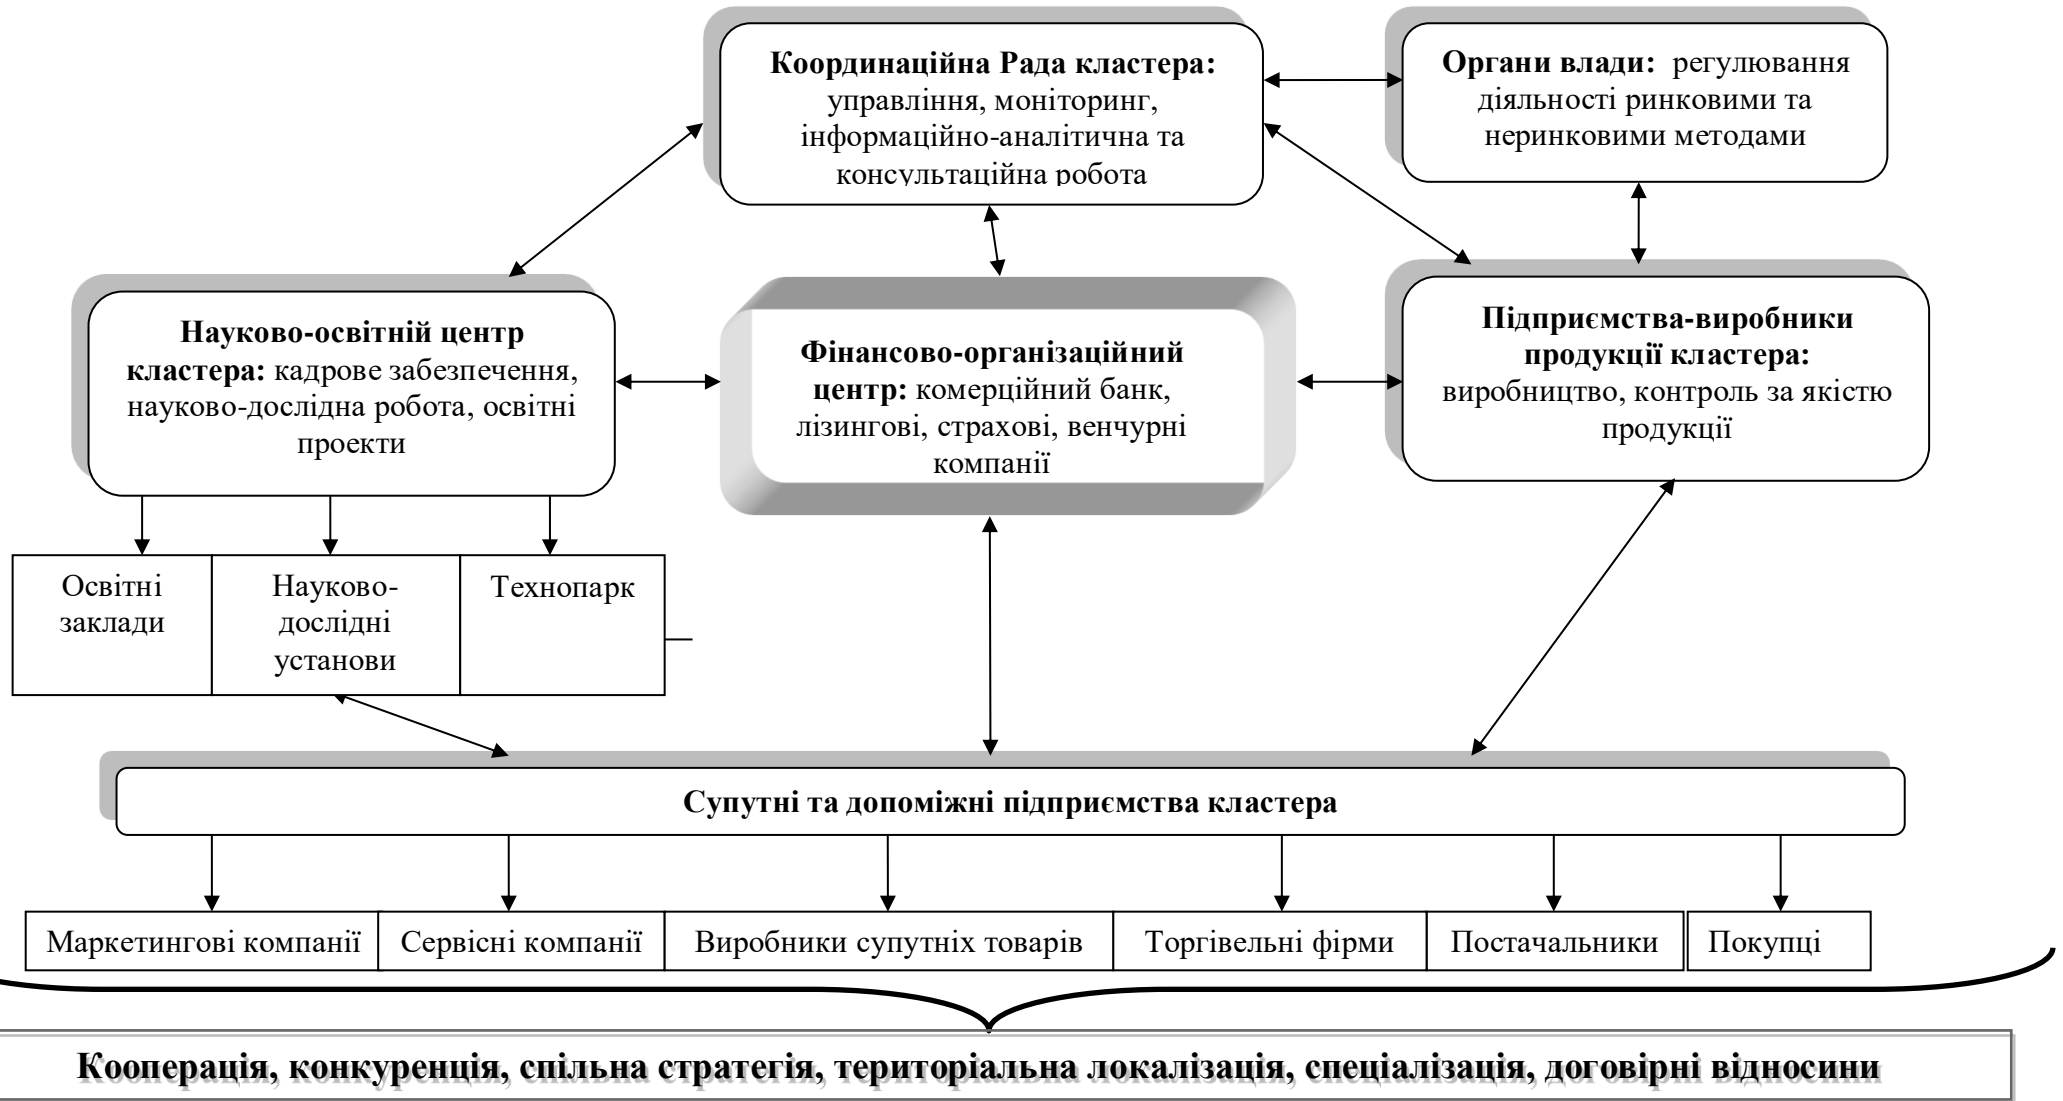 Координаційна Рада кластера:
управління, моніторинг,
інформаційно-аналітична та
консультаційна робота
Органи влади: регулювання
діяльності ринковими та
неринковими методами
Науково-освітній центр
кластера: кадрове забезпечення,
науково-дослідна робота, освітні
проекти
Фінансово-організаційний
центр: комерційний банк,
лізингові, страхові, венчурні
компанії
Підприємства-виробники
продукції кластера:
виробництво, контроль за якістю
продукції
Освітні
заклади
Науково-
дослідні
установи
Технопарк
Супутні та допоміжні підприємства кластера
Маркетингові компанії
Сервісні компанії
Виробники супутніх товарів
Торгівельні фірми
Постачальники
Покупці
Кооперація, конкуренція, спільна стратегія, територіальна локалізація, спеціалізація, договірні відносини